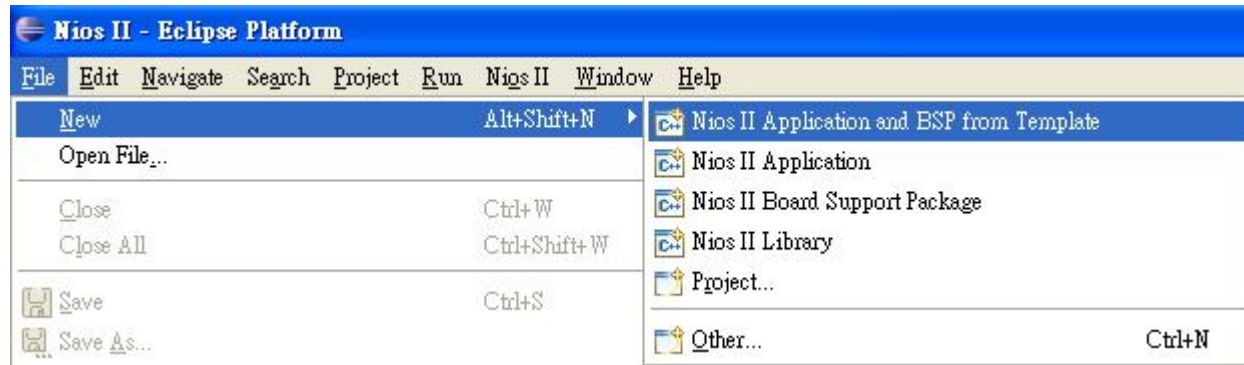 Nios II - Eclipse Platform
File Edit Navigate Search Project Run Nios II Window Help
New Alt+Shift+N
Open File...
Close Ctrl+W
Close All Ctrl+Shift+W
Save Ctrl+S
Save As...
Nios II Application and BSP from Template
Nios II Application
Nios II Board Support Package
Nios II Library
Project...
Other... Ctrl+N